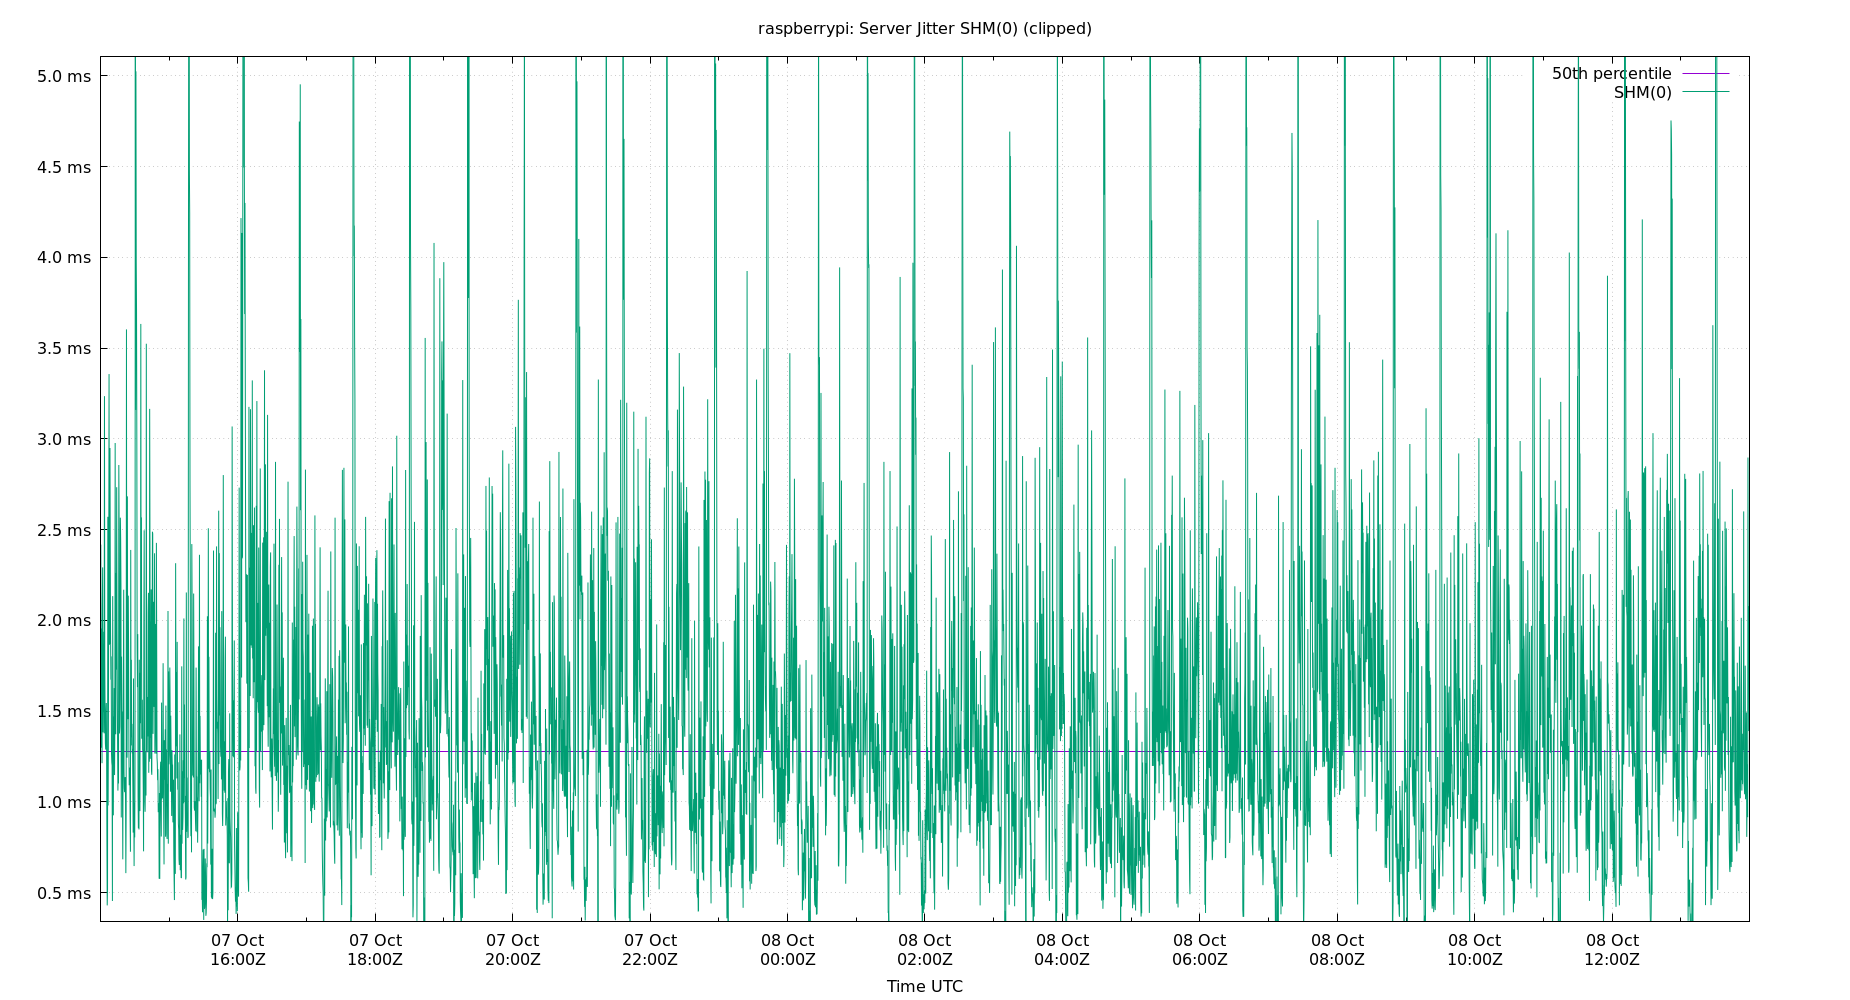 raspberrypi: Server Jitter SHM(0) (clipped)
5.0 ms
4.5 ms
4.0 ms
3.5 ms
3.0 ms
2.5 ms
2.0 ms
1.5 ms
1.0 ms
0.5 ms
50th percentile
SHM(0)
07 Oct 07 Oct 07 Oct 07 Oct 08 Oct 08 Oct 08 Oct 08 Oct 08 Oct 08 Oct 08 Oct
16:00Z 18:00Z 20:00Z 22:00Z 00:00Z 02:00Z 04:00Z 06:00Z 08:00Z 10:00Z 12:00Z
Time UTC